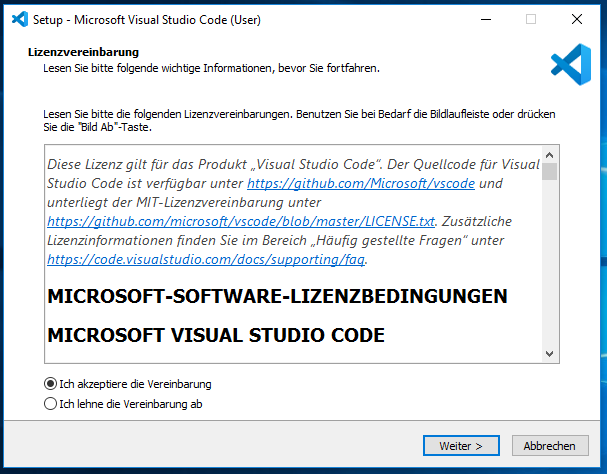 Setup - Microsoft Visual Studio Code (User)
Lizenzvereinbarung
Lesen Sie bitte folgende wichtige Informationen, bevor Sie fortfahren.
Lesen Sie bitte die folgenden Lizenzvereinbarungen. Benutzen Sie bei Bedarf die Bildlaufleiste oder drücken
Sie die "Bild Ab"-Taste.
Diese Lizenz gilt für das Produkt „Visual Studio Code“. Der Quellcode für Visual
Studio Code ist verfügbar unter https://github.com/Microsoft/vscode und
unterliegt der MIT-Lizenzvereinbarung unter
https://github.com/microsoft/vscode/blob/master/LICENSE.txt. Zusätzliche
Lizenzinformationen finden Sie im Bereich „Häufig gestellte Fragen“ unter
https://code.visualstudio.com/docs/supporting/faq.
MICROSOFT-SOFTWARE-LIZENZBEDINGUNGEN
MICROSOFT VISUAL STUDIO CODE
Ich akzeptiere die Vereinbarung
Ich lehne die Vereinbarung ab
Weiter > Abbrechen